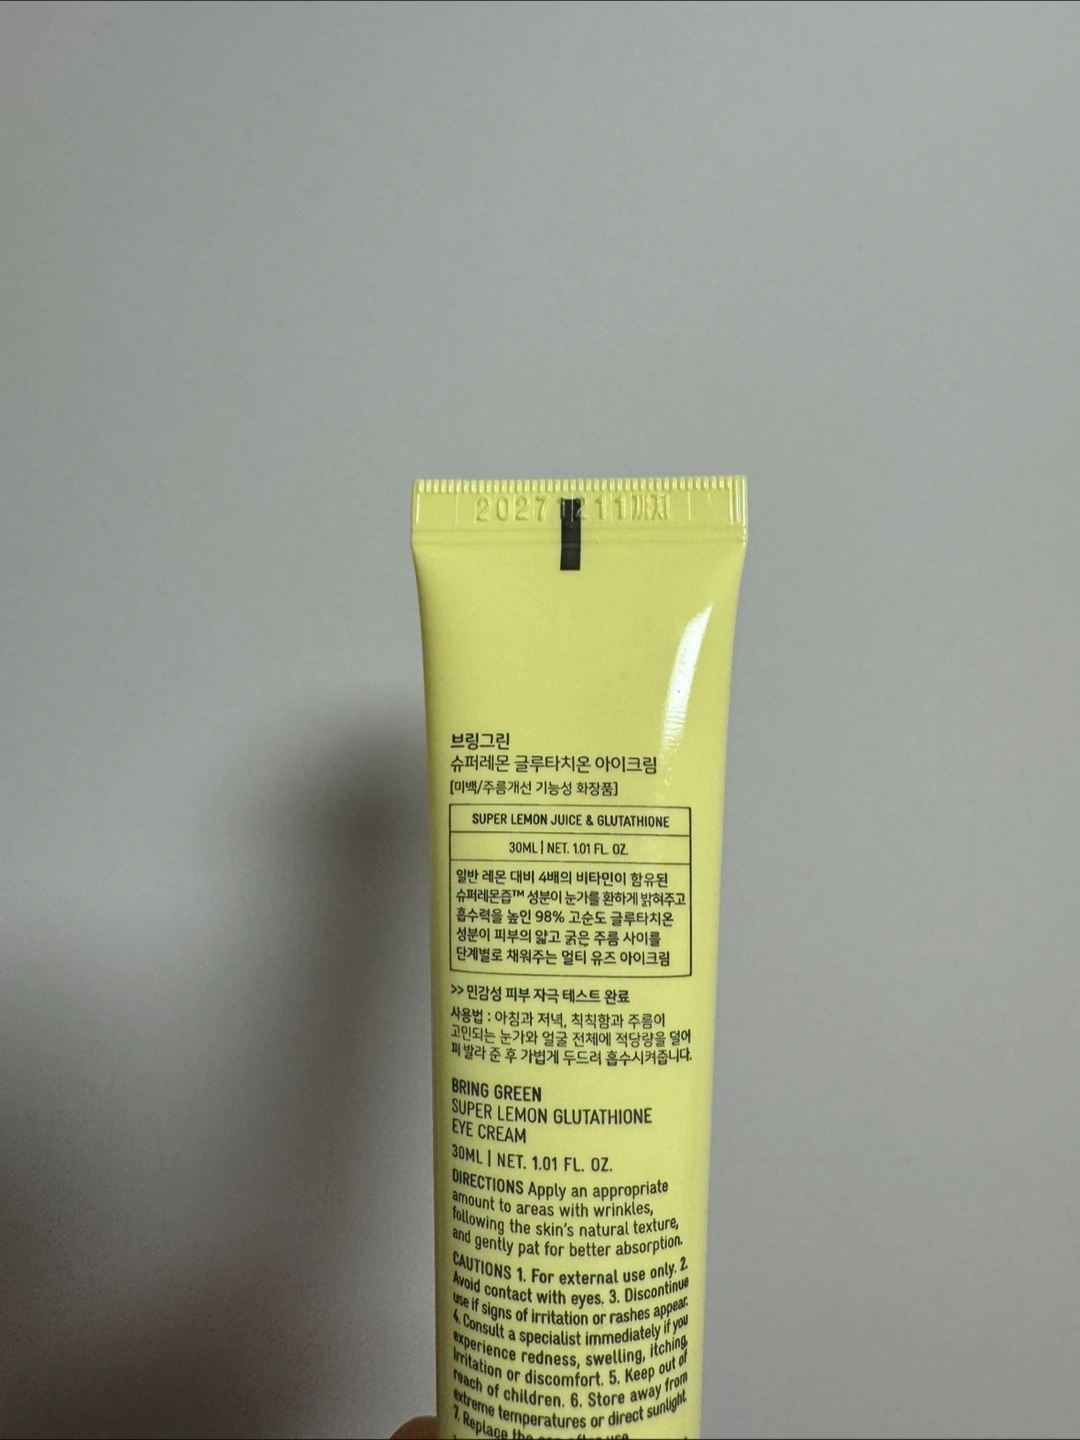 20271211까지
브링그린
슈퍼레몬 글루타치온 아이크림
[미백/주름개선 기능성 화장품]
SUPER LEMON JUICE & GLUTATHIONE
30ML | NET. 1.01 FL. OZ.
일반 레몬 대비 4배의 비타민이 함유된
슈퍼레몬즙™ 성분이 눈가를 환하게 밝혀주고
흡수력을 높인 98% 고순도 글루타치온
성분이 피부의 얇고 굵은 주름 사이를
단계별로 채워주는 멀티 유즈 아이크림
>> 민감성 피부 자극 테스트 완료
사용법 : 아침과 저녁, 칙칙함과 주름이
고민되는 눈가와 얼굴 전체에 적당량을 덜어
펴 발라 준 후 가볍게 두드려 흡수시켜줍니다.
BRING GREEN
SUPER LEMON GLUTATHIONE
EYE CREAM
30ML | NET. 1.01 FL. OZ.
DIRECTIONS Apply an appropriate
amount to areas with wrinkles,
following the skin's natural texture,
and gently pat for better absorption.
CAUTIONS 1. For external use only. 2.
Avoid contact with eyes. 3. Discontinue
use if signs of irritation or rashes appear.
4. Consult a specialist immediately if you
experience redness, swelling, itching,
irritation or discomfort. 5. Keep out of
reach of children. 6. Store away from
extreme temperatures or direct sunlight.
7. Replace the cap after use.